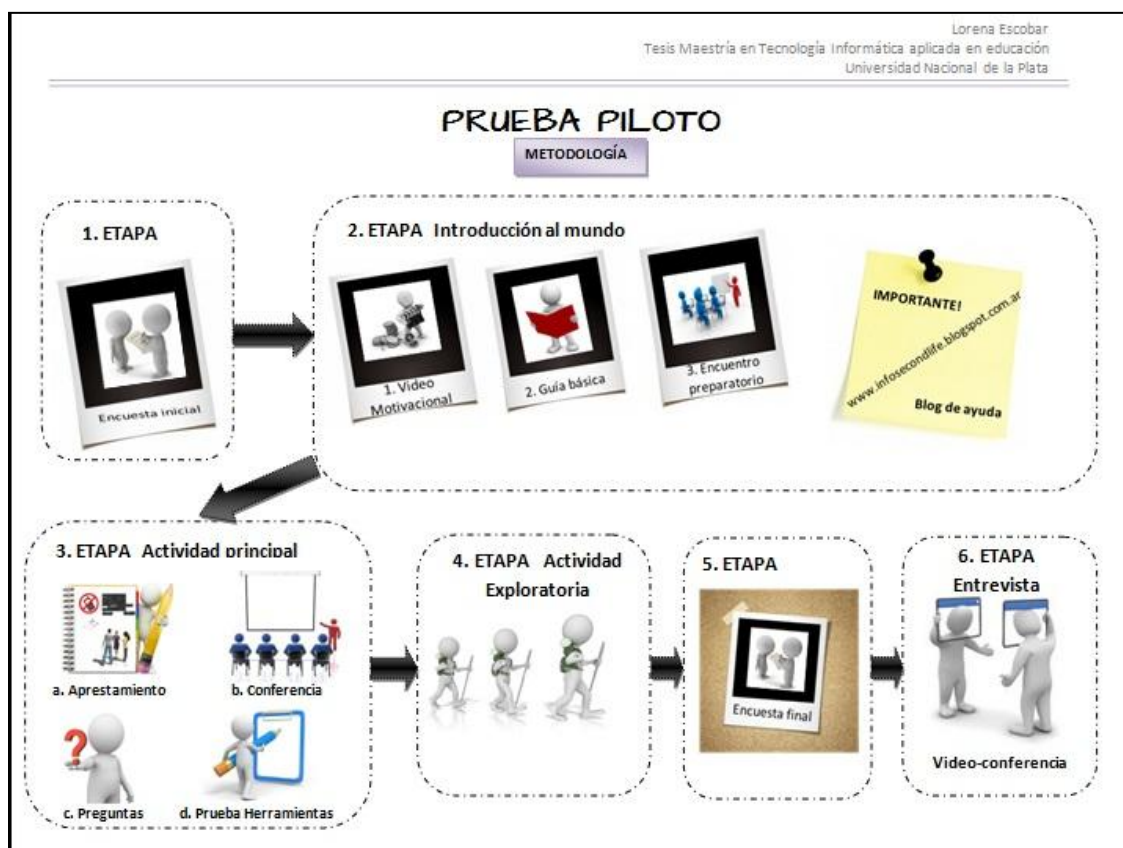 Lorena Escobar
Tesis Maestría en Tecnología Informática aplicada en educación
Universidad Nacional de la Plata
PRUEBA PILOTO
METODOLOGÍA
1. ETAPA
Encuesta inicial
2. ETAPA Introducción al mundo
1. Video
Motivacional
2. Guía básica
3. Encuentro
preparatorio
IMPORTANTE!
www.infosecondlife.blogspot.com.ar
Blog de ayuda
3. ETAPA Actividad principal
a. Aprestamiento
b. Conferencia
c. Preguntas
d. Prueba Herramientas
4. ETAPA Actividad
Exploratoria
5. ETAPA
Encuesta final
6. ETAPA
Entrevista
Video-conferencia